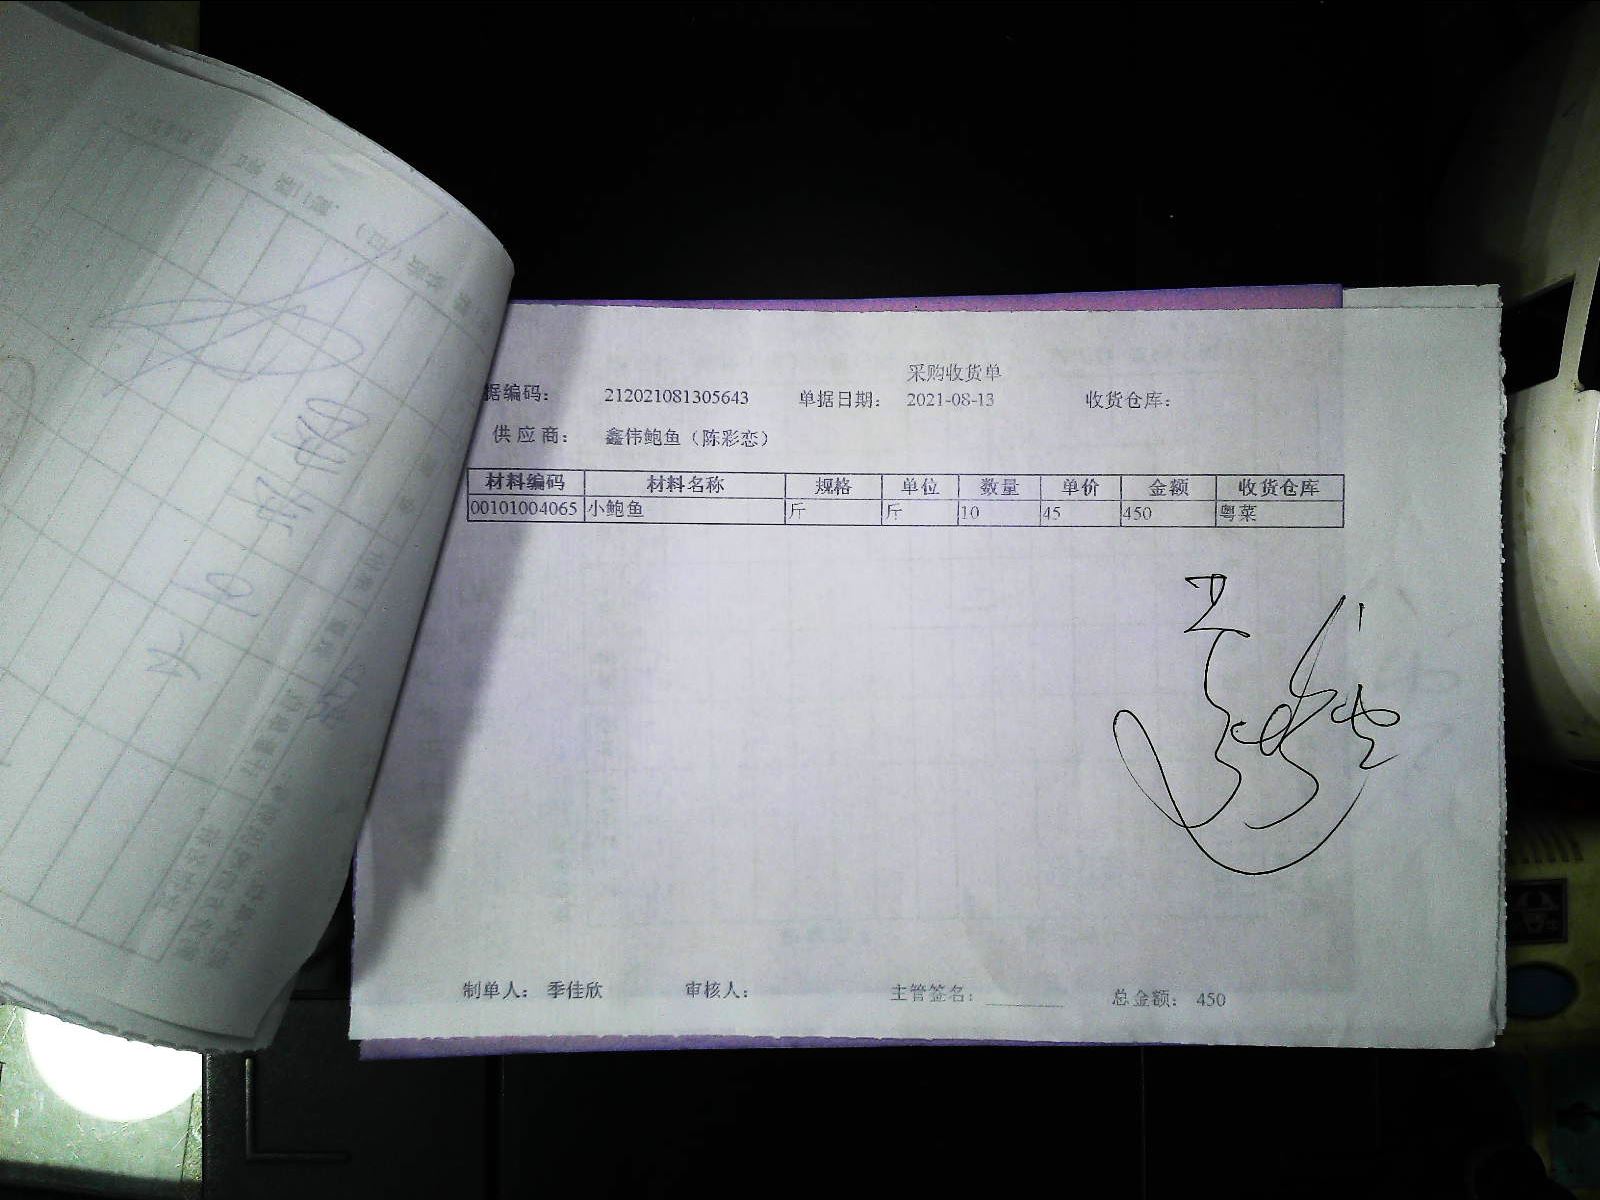 采购收货单
据编码： 212021081305643 单据日期： 2021-08-13 收货仓库：
供应商： 鑫伟鲍鱼（陈彩恋）
材料编码 材料名称 规格 单位 数量 单价 金额 收货仓库
00101004065 小鲍鱼 斤 斤 10 45 450 粤菜
制单人： 季佳欣 审核人： 主管签名： 总金额： 450